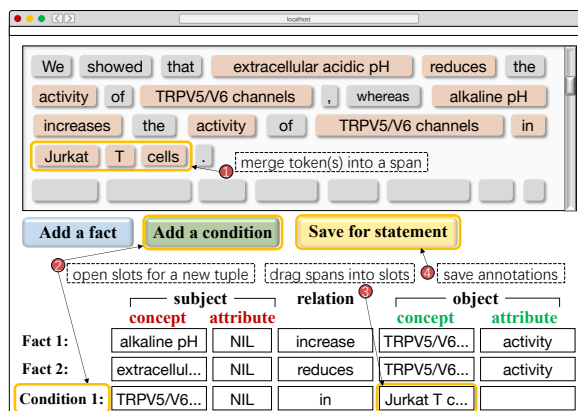 localhost
We showed that extracellular acidic pH reduces the
activity of TRPV5/V6 channels , whereas alkaline pH
increases the activity of TRPV5/V6 channels in
Jurkat T cells .
1 merge token(s) into a span
Add a fact Add a condition Save for statement
2 open slots for a new tuple drag spans into slots 4 save annotations
3
subject relation object
concept attribute concept attribute
Fact 1: alkaline pH NIL increase TRPV5/V6... activity
Fact 2: extracellul... NIL reduces TRPV5/V6... activity
Condition 1: TRPV5/V6... NIL in Jurkat T c...